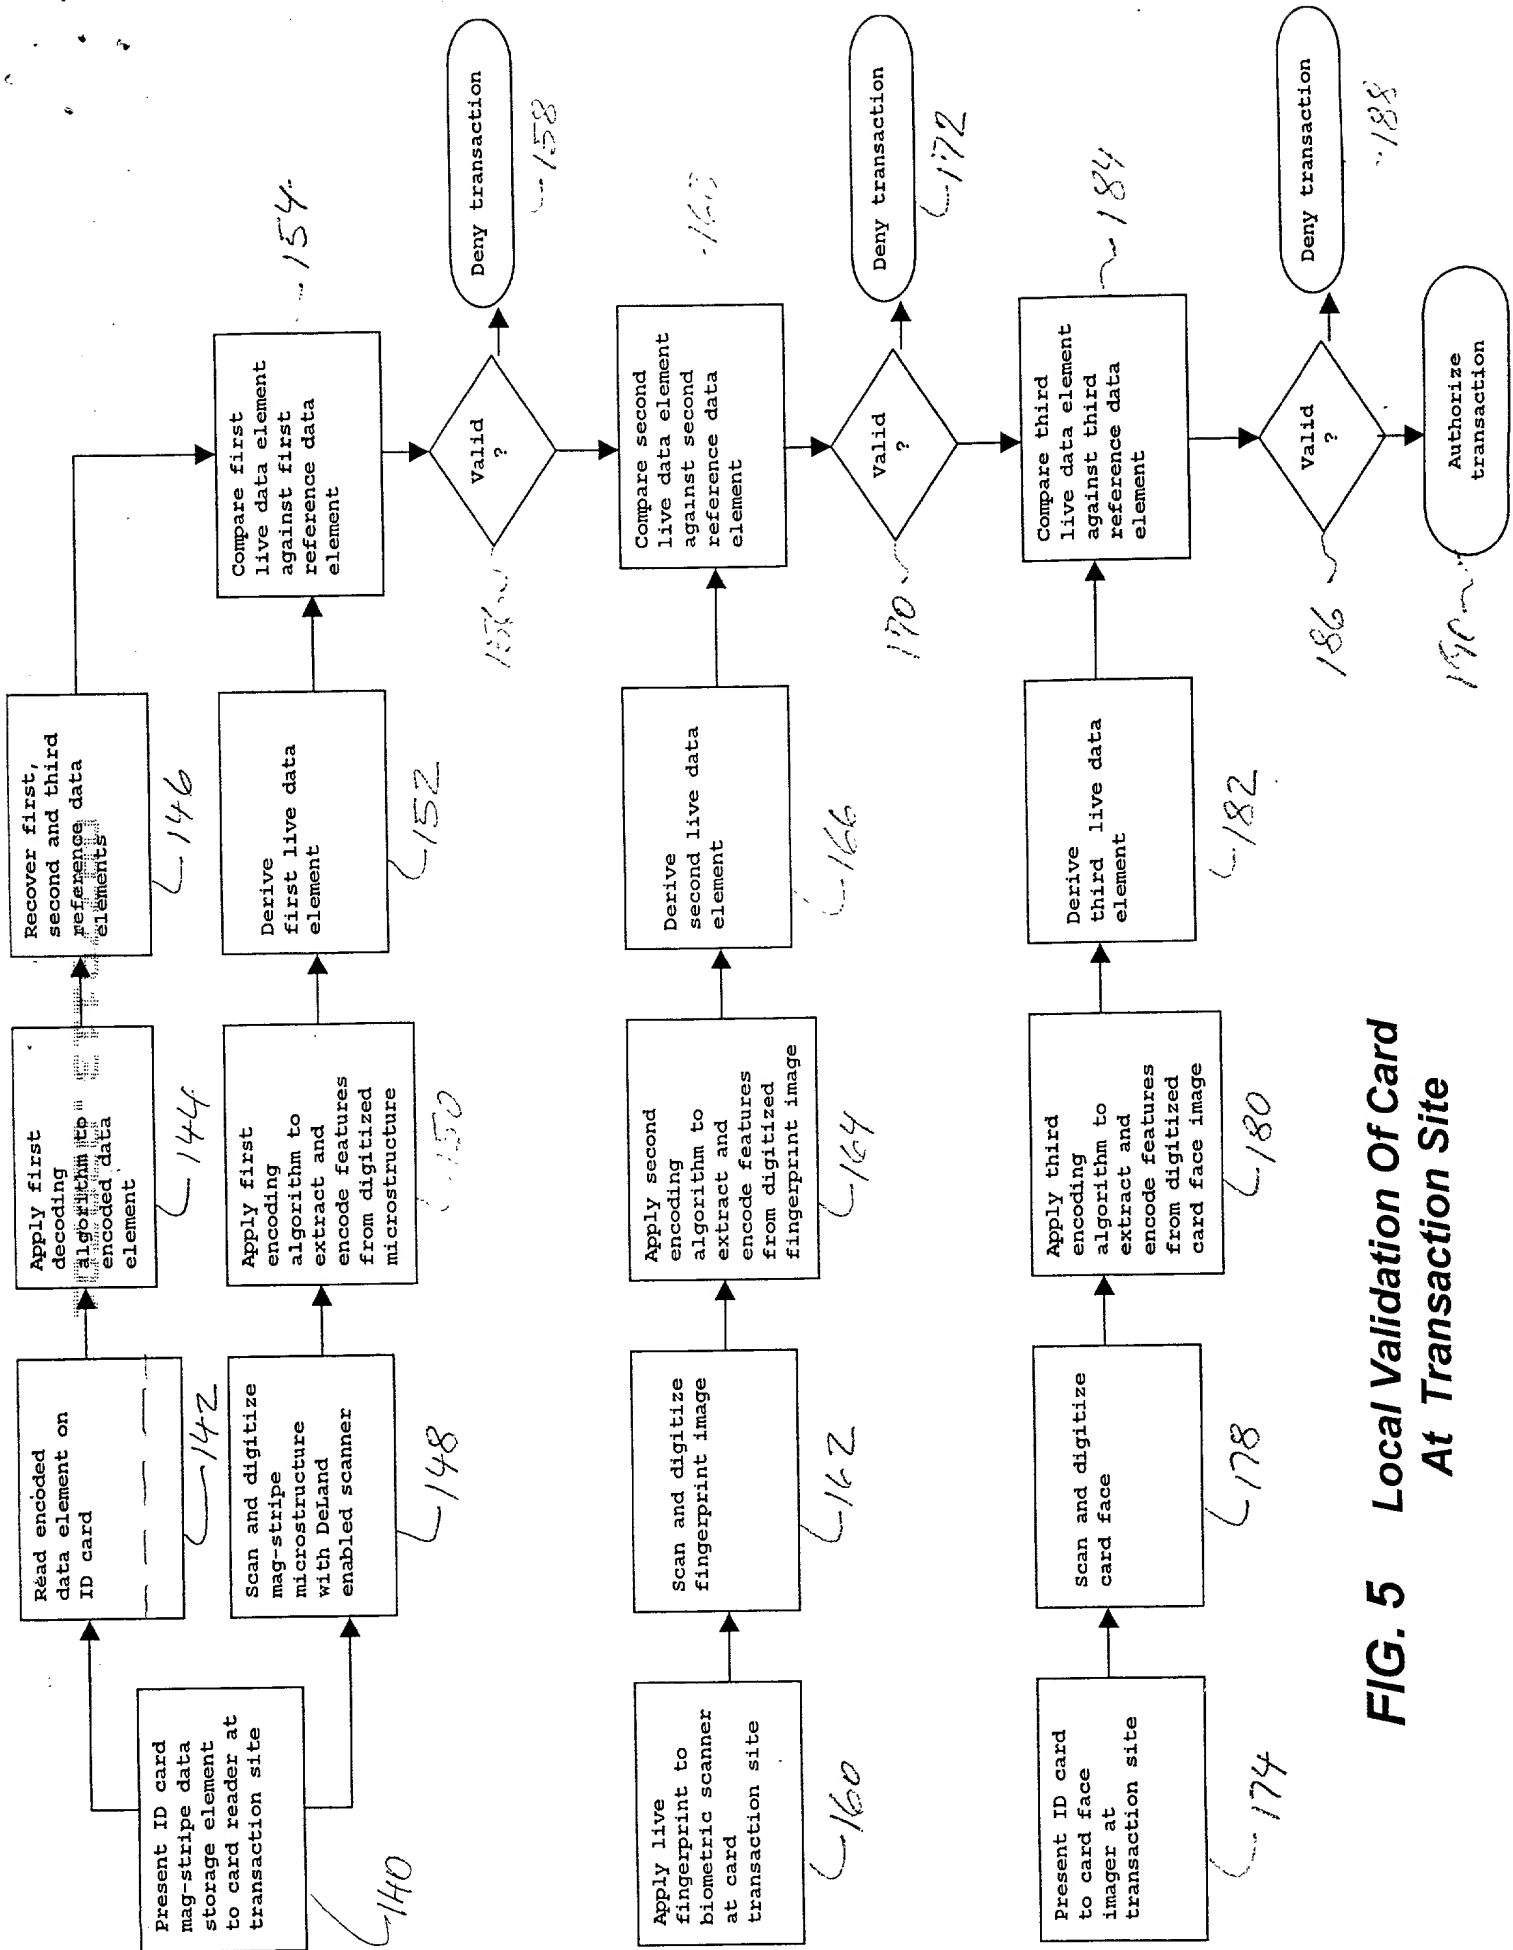 Present ID card
mag-stripe data
storage element
to card reader at
transaction site
140
Read encoded
data element on
ID card
142
Apply first
decoding
algorithm to
encoded data
element
144
Recover first,
second and third
reference data
elements
146
Scan and digitize
mag-stripe
microstructure
with DeLand
enabled scanner
148
Apply first
encoding
algorithm to
extract and
encode features
from digitized
microstructure
150
Derive
first live data
element
152
Compare first
live data element
against first
reference data
element
154
Valid
?
156
Deny transaction
158
Apply live
fingerprint to
biometric scanner
at card
transaction site
160
Scan and digitize
fingerprint image
162
Apply second
encoding
algorithm to
extract and
encode features
from digitized
fingerprint image
164
Derive
second live data
element
166
Compare second
live data element
against second
reference data
element
Valid
?
170
Deny transaction
172
Present ID card
to card face
imager at
transaction site
174
Scan and digitize
card face
178
Apply third
encoding
algorithm to
extract and
encode features
from digitized
card face image
180
Derive
third live data
element
182
Compare third
live data element
against third
reference data
element
184
Valid
?
186
Deny transaction
188
Authorize
transaction
190
FIG. 5 Local Validation Of Card
At Transaction Site